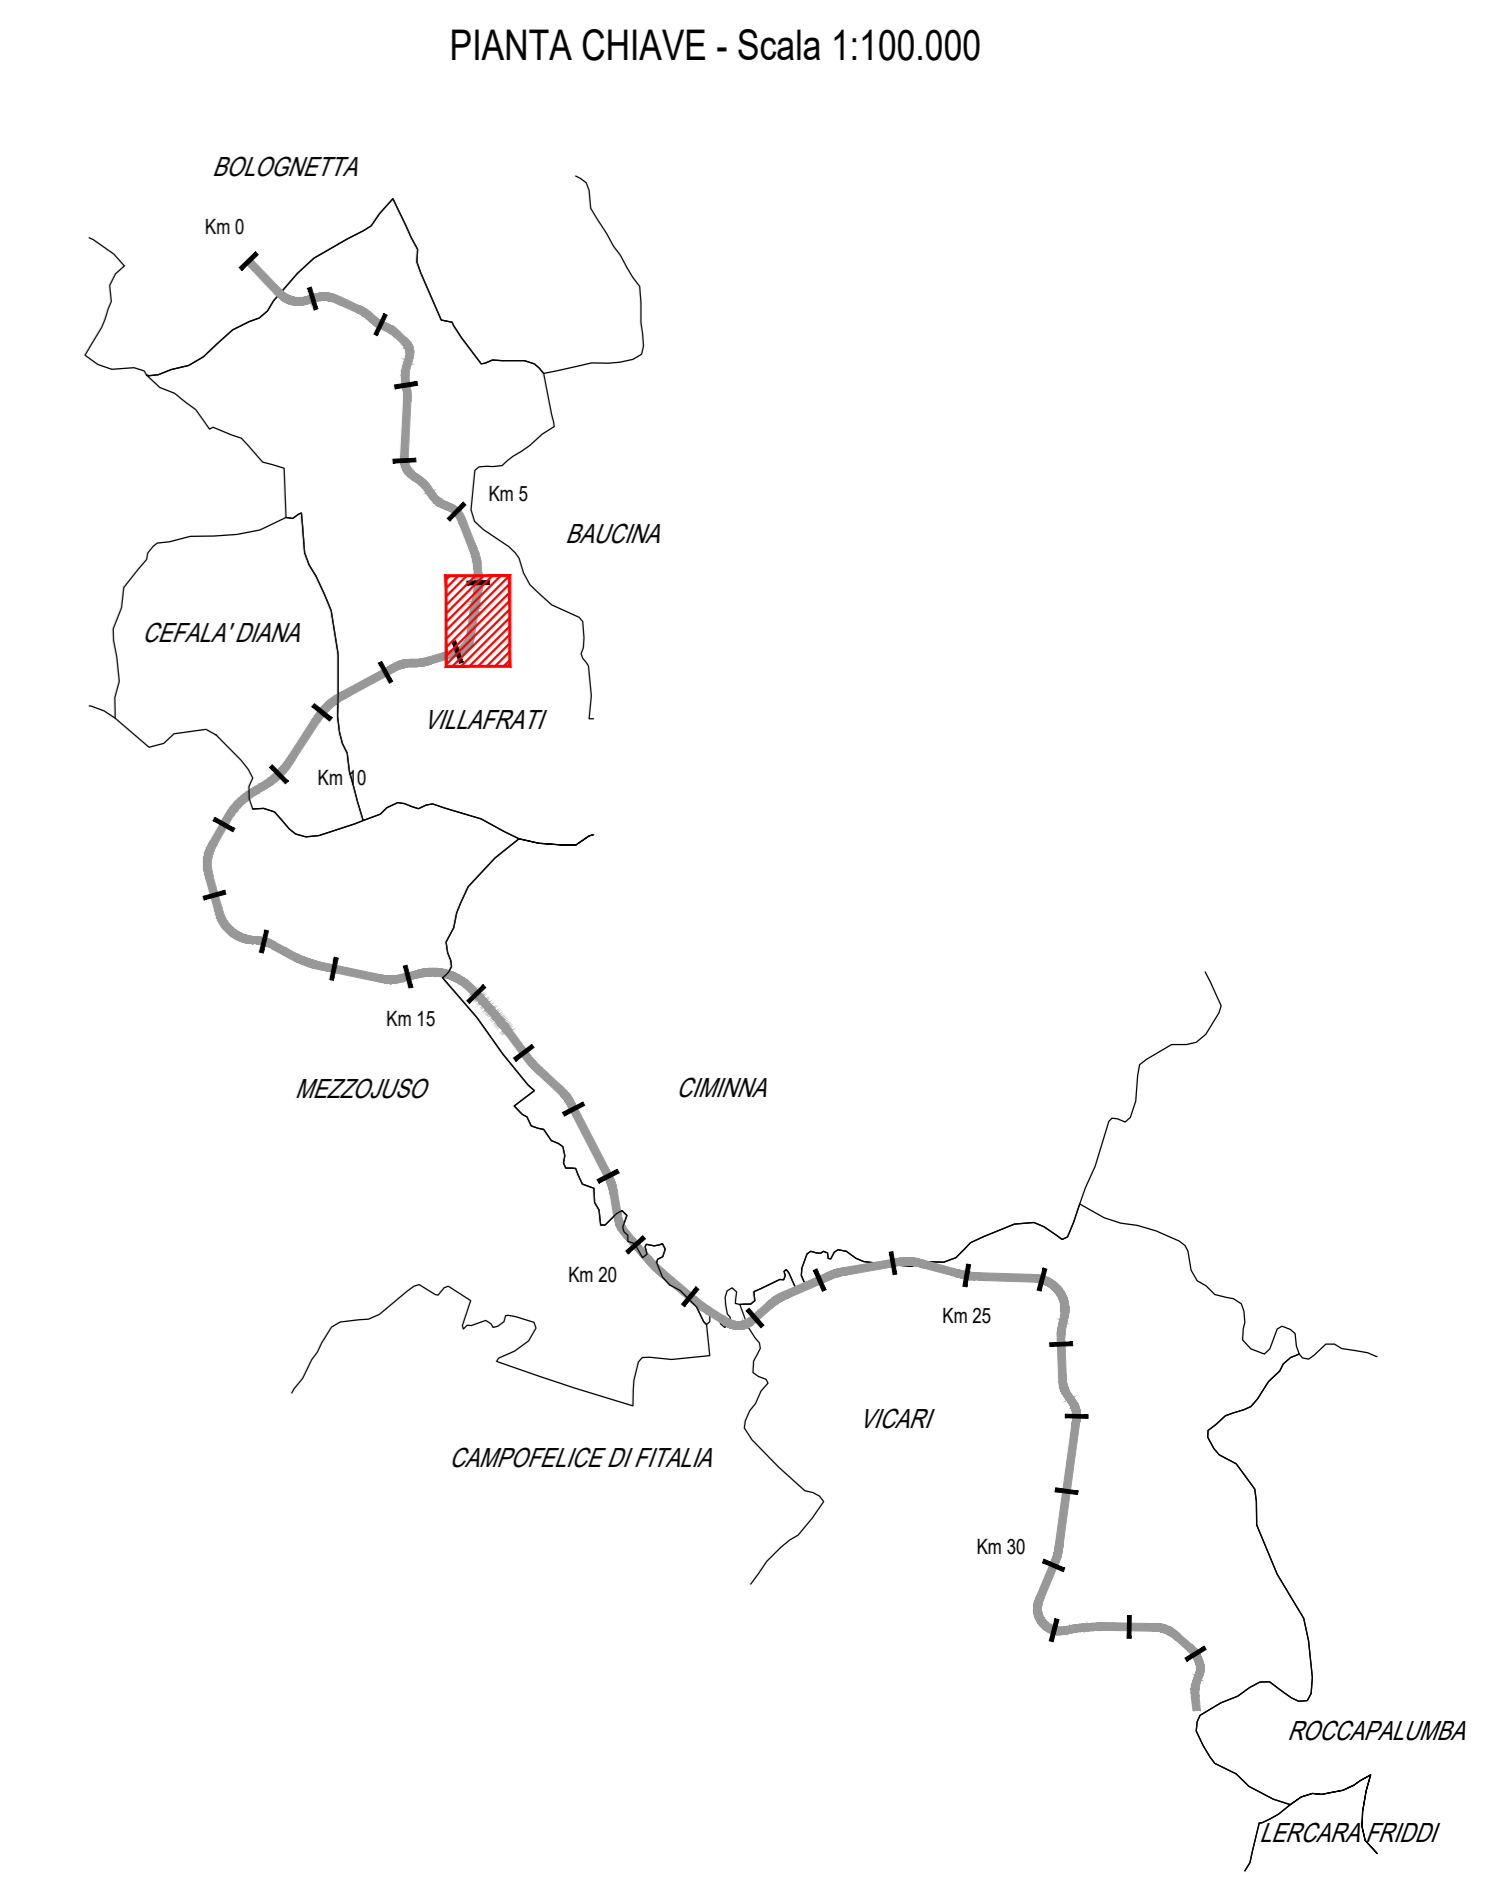 PIANTA CHIAVE - Scala 1:100.000
BOLOGNETTA
Km 0
Km 5
BAUCINA
CEFALA' DIANA
VILLAFRATI
Km 10
Km 15
MEZZOJUSO
CIMINNA
Km 20
Km 25
VICARI
CAMPOFELICE DI FITALIA
Km 30
ROCCAPALUMBA
LERCARA FRIDDI